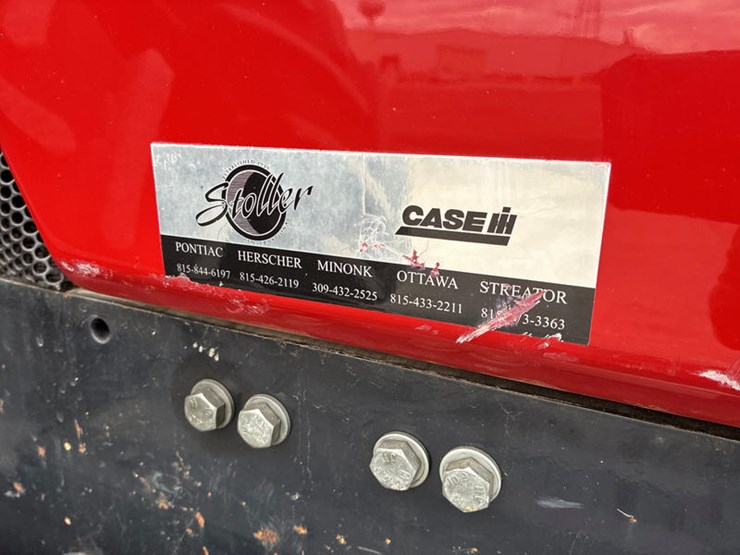 Stoller
CASE IH
PONTIAC HERSCHER MINONK OTTAWA STREATOR
815-844-6197 815-426-2119 309-432-2525 815-433-2211